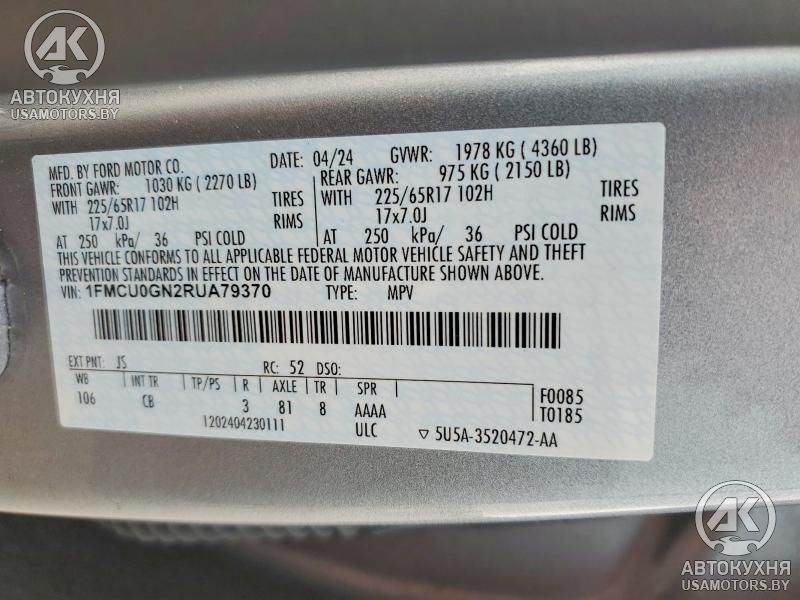 АК
АВТОКУХНЯ
USAMOTORS.BY
MFD. BY FORD MOTOR CO. DATE: 04/24 GVWR: 1978 KG ( 4360 LB)
FRONT GAWR: 1030 KG ( 2270 LB) REAR GAWR: 975 KG ( 2150 LB)
WITH 225/65R17 102H TIRES WITH 225/65R17 102H TIRES
17x7.0J RIMS 17x7.0J RIMS
AT 250 kPa/ 36 PSI COLD AT 250 kPa/ 36 PSI COLD
THIS VEHICLE CONFORMS TO ALL APPLICABLE FEDERAL MOTOR VEHICLE SAFETY AND THEFT
PREVENTION STANDARDS IN EFFECT ON THE DATE OF MANUFACTURE SHOWN ABOVE.
VIN: 1FMCU0GN2RUA79370 TYPE: MPV
EXT PNT: JS RC: 52 DSO:
WB INT TR TP/PS R AXLE TR SPR F0085
106 CB 3 81 8 AAAA T0185
1202404230111 ULC ▽ 5U5A-3520472-AA
АК
АВТОКУХНЯ
USAMOTORS.BY